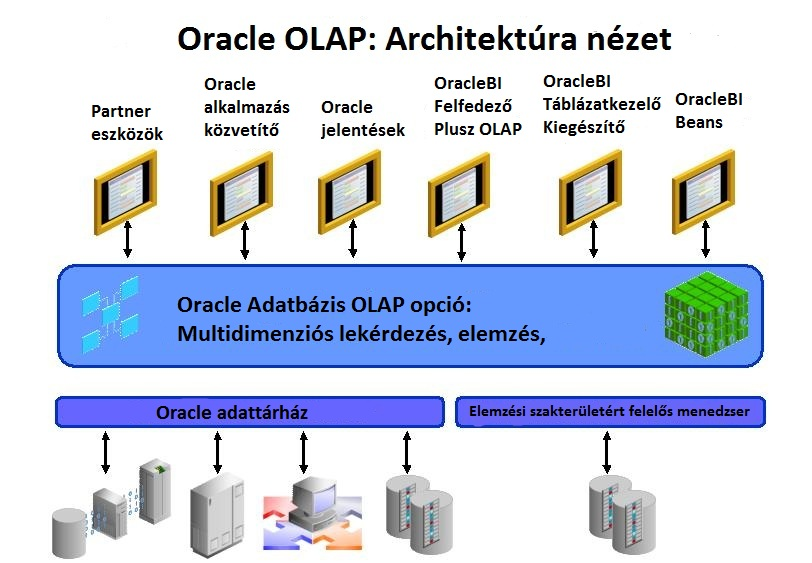 Oracle OLAP: Architektúra nézet
Partner
eszközök
Oracle
alkalmazás
közvetítő
Oracle
jelentések
OracleBI
Felfedező
Plusz OLAP
OracleBI
Táblázatkezelő
Kiegészítő
OracleBI
Beans
Oracle Adatbázis OLAP opció:
Multidimenziós lekérdezés, elemzés,
Oracle adattárház
Elemzési szakterületért felelős menedzser